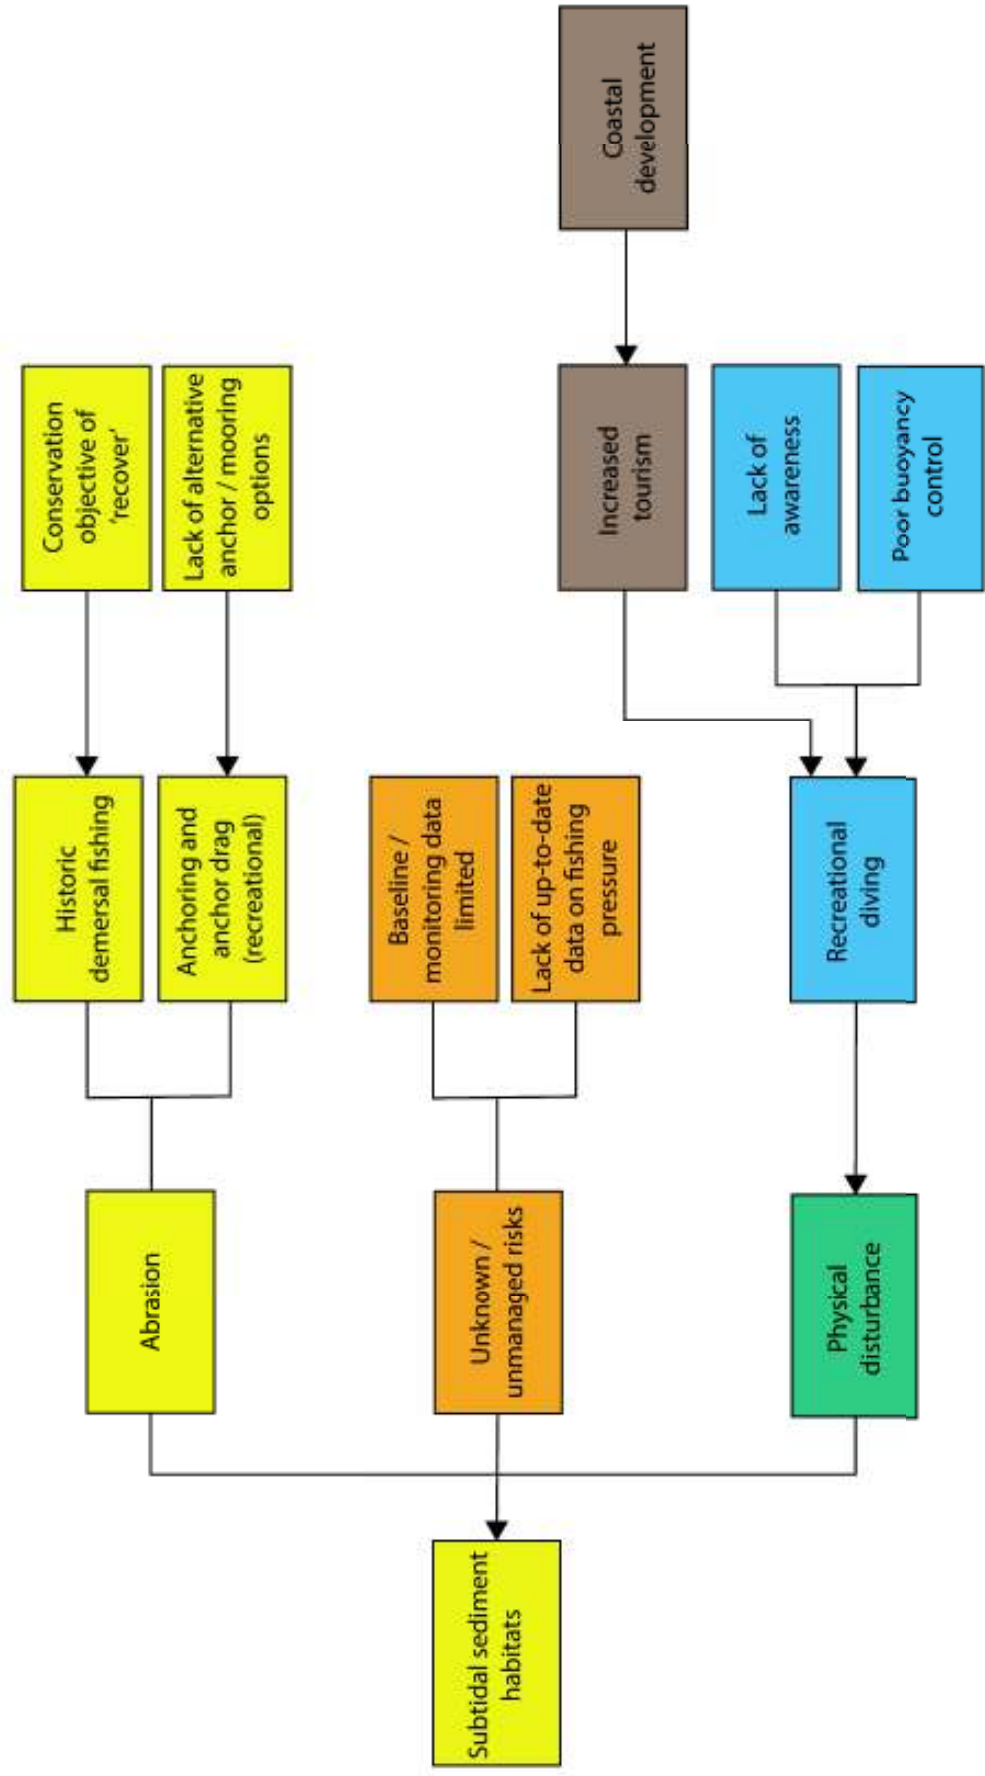 Subtidal sediment
habitats
Abrasion
Unknown /
unmanaged risks
Physical
disturbance
Historic
demersal fishing
Anchoring and
anchor drag
(recreational)
Baseline /
monitoring data
limited
Lack of up-to-date
data on fishing
pressure
Recreational
diving
Conservation
objective of
‘recover’
Lack of alternative
anchor / mooring
options
Increased
tourism
Lack of
awareness
Poor buoyancy
control
Coastal
development